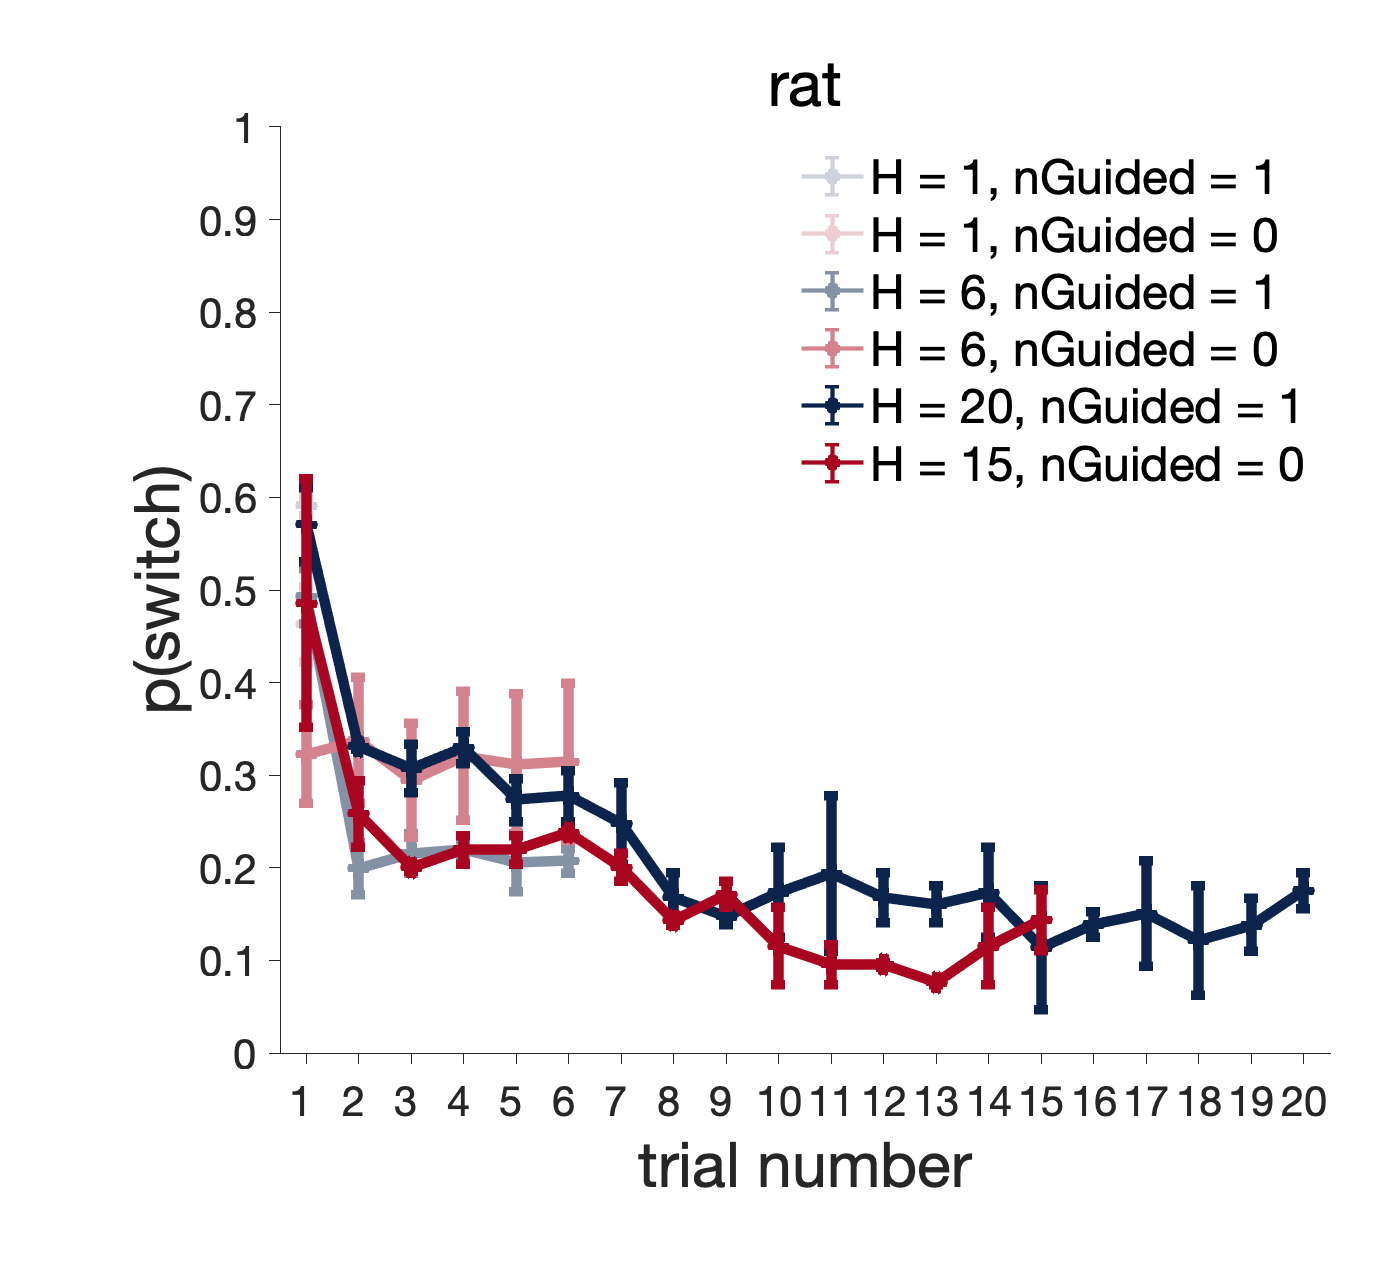 rat
H = 1, nGuided = 1
H = 1, nGuided = 0
H = 6, nGuided = 1
H = 6, nGuided = 0
H = 20, nGuided = 1
H = 15, nGuided = 0
p(switch)
1
0.9
0.8
0.7
0.6
0.5
0.4
0.3
0.2
0.1
0
1 2 3 4 5 6 7 8 9 10 11 12 13 14 15 16 17 18 19 20
trial number